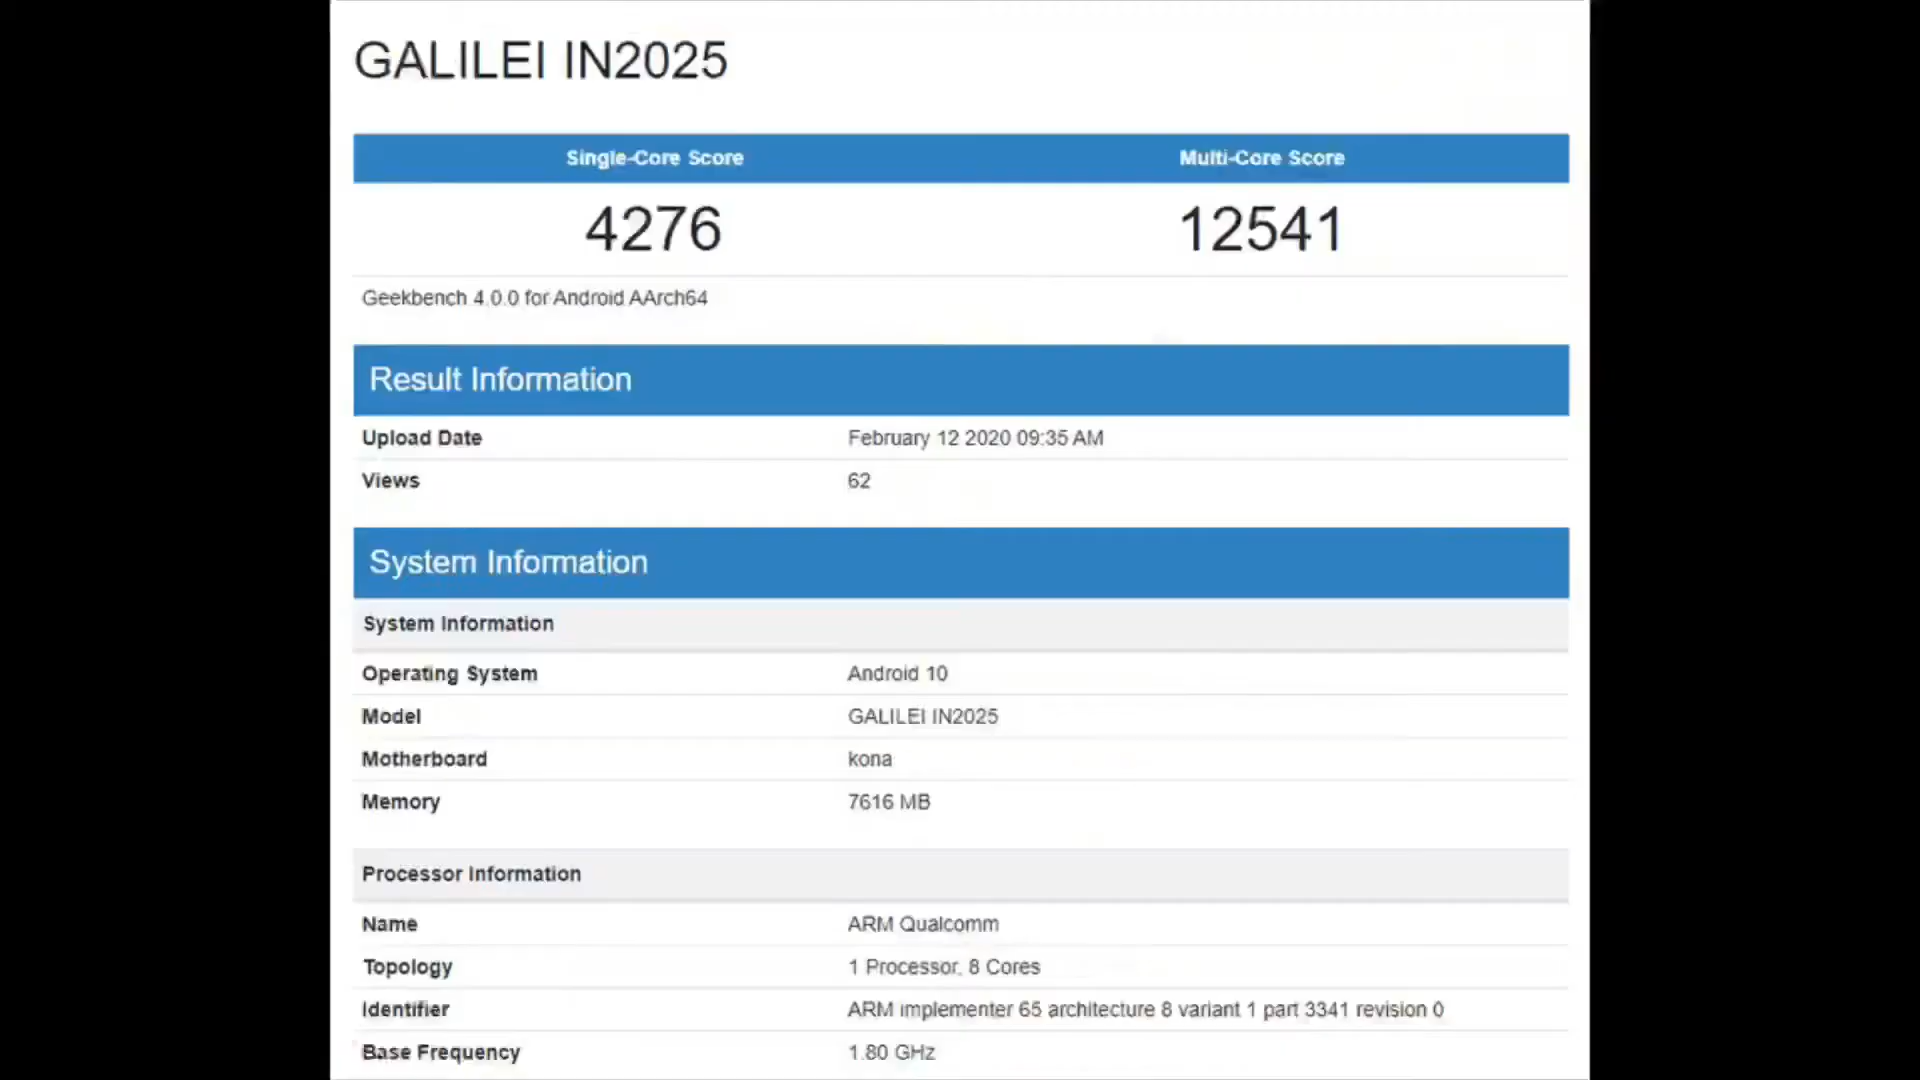 GALILEI IN2025
Single-Core Score Multi-Core Score
4276 12541
Geekbench 4.0.0 for Android AArch64
Result Information
Upload Date February 12 2020 09:35 AM
Views 62
System Information
System Information
Operating System Android 10
Model GALILEI IN2025
Motherboard kona
Memory 7616 MB
Processor Information
Name ARM Qualcomm
Topology 1 Processor, 8 Cores
Identifier ARM implementer 65 architecture 8 variant 1 part 3341 revision 0
Base Frequency 1.80 GHz